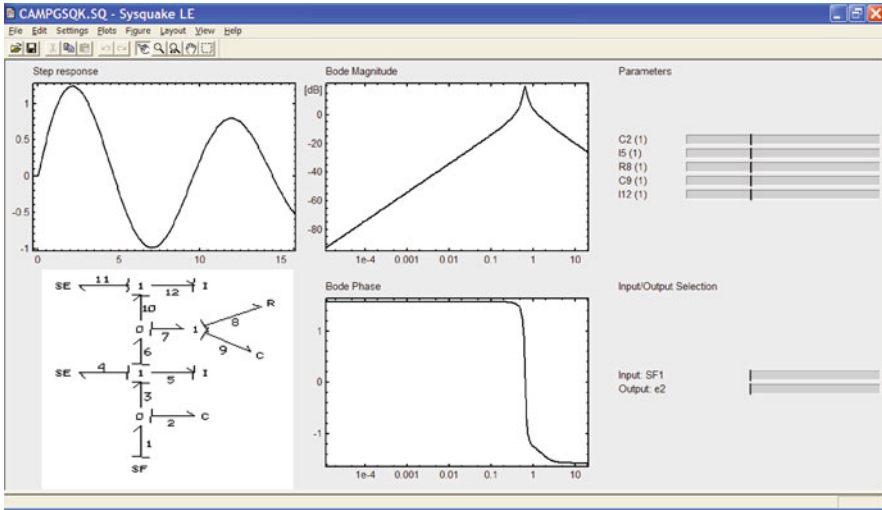 CAMPGSQK.SQ - Sysquake LE
File Edit Settings Plots Figure Layout View Help
Step response
1
0.5
0
-0.5
-1
0 5 10 15
Bode Magnitude
[dB]
0
-20
-40
-60
-80
1e-4 0.001 0.01 0.1 1 10
Parameters
C2 (1)
I5 (1)
R8 (1)
C9 (1)
I12 (1)
SE 11 1 12 I
10
R
0 7 1 8
6 9 C
SE 4 1 5 I
3
0 2 C
1
SF
Bode Phase
1
0
-1
1e-4 0.001 0.01 0.1 1 10
Input/Output Selection
Input: SF1
Output: e2